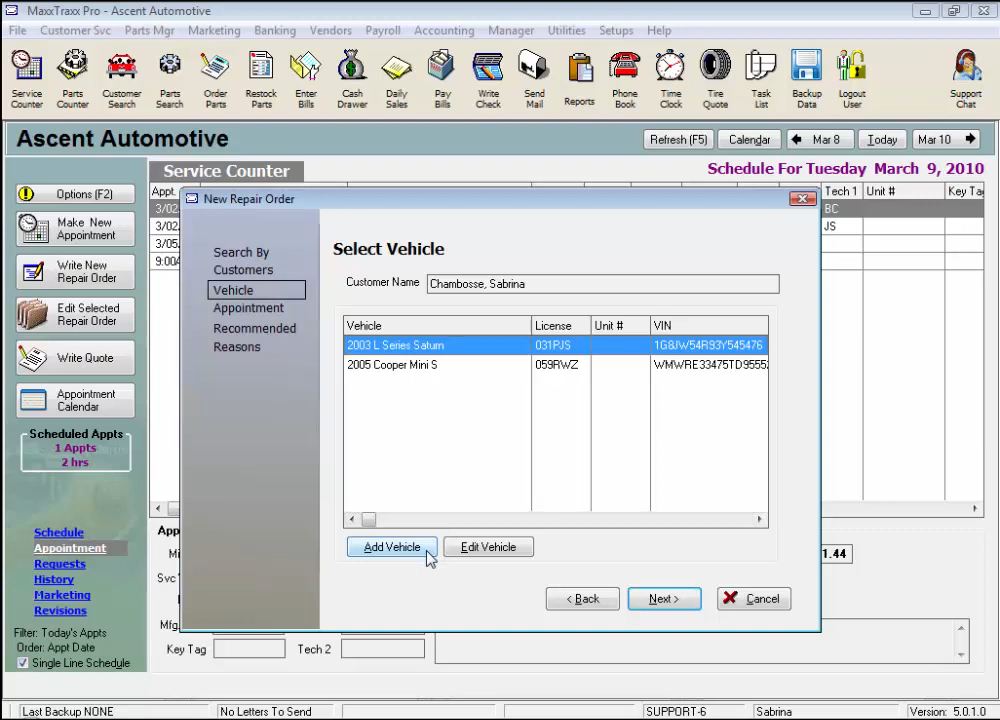 MaxxTraxx Pro - Ascent Automotive
File Customer Svc Parts Mgr Marketing Banking Vendors Payroll Accounting Manager Utilities Setups Help
Service Counter
Parts Counter
Customer Search
Parts Search
Order Parts
Restock Parts
Enter Bills
Cash Drawer
Daily Sales
Pay Bills
Write Check
Send Mail
Reports
Phone Book
Time Clock
Tire Quote
Task List
Backup Data
Logout User
Support Chat
Ascent Automotive
Refresh (F5) Calendar Mar 8 Today Mar 10
Service Counter
Schedule For Tuesday March 9, 2010
Options (F2)
Make New Appointment
Write New Repair Order
Edit Selected Repair Order
Write Quote
Appointment Calendar
Scheduled Appts
1 Appts
2 hrs
Schedule
Appointment
Requests
History
Marketing
Revisions
Filter: Today's Appts
Order: Appt Date
Single Line Schedule
Appt. Tech 1 Unit #
3/02 BC
3/02 JS
3/05
9:00
New Repair Order
Search By
Customers
Vehicle
Appointment
Recommended
Reasons
Select Vehicle
Customer Name Chambosse, Sabrina
Vehicle License Unit # VIN
2003 L Series Saturn 031PJS 1G8JW54R93Y545476
2005 Cooper Mini S 059RWZ
Add Vehicle Edit Vehicle
< Back Next > Cancel
1.44
Key Tag Tech 2
Last Backup NONE No Letters To Send SUPPORT-6 Sabrina Version: 5.0.1.0